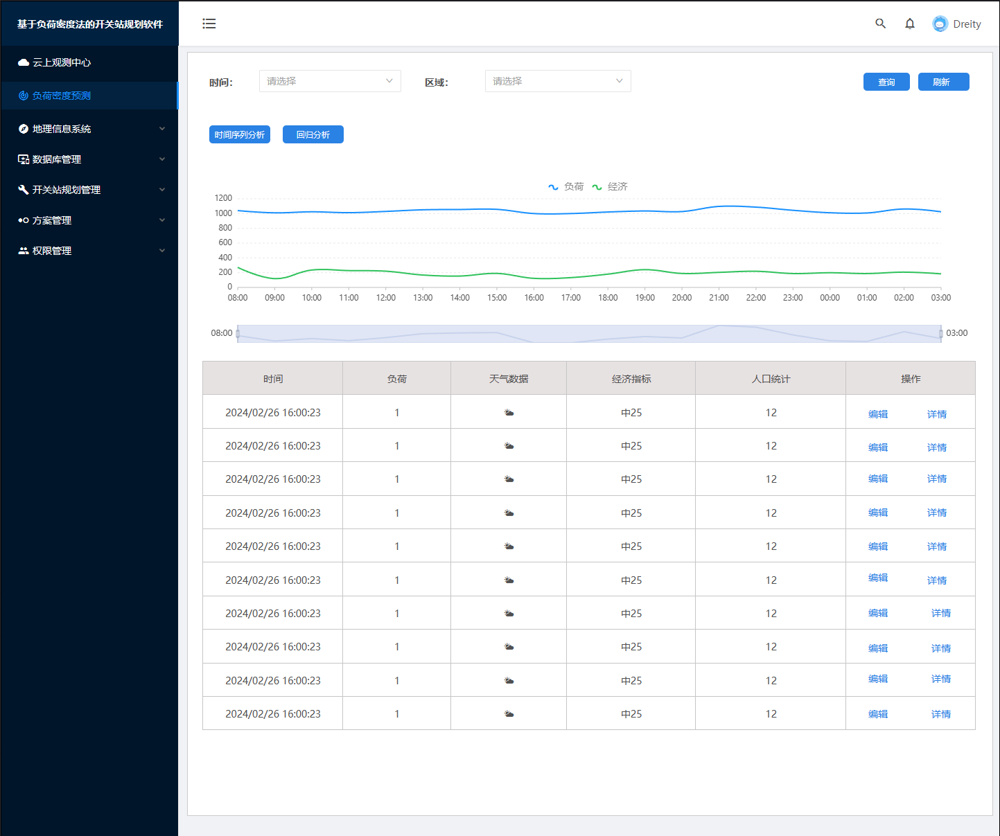 基于负荷密度法的开关站规划软件
Dreity
云上观测中心
负荷密度预测
地理信息系统
数据库管理
开关站规划管理
方案管理
权限管理
时间： 请选择 区域： 请选择 查询 刷新
时间序列分析 回归分析
负荷 经济
1200
1000
800
600
400
200
0
08:00 09:00 10:00 11:00 12:00 13:00 14:00 15:00 16:00 17:00 18:00 19:00 20:00 21:00 22:00 23:00 00:00 01:00 02:00 03:00
08:00 03:00
时间 负荷 天气数据 经济指标 人口统计 操作
2024/02/26 16:00:23 1 中25 12 编辑 详情
2024/02/26 16:00:23 1 中25 12 编辑 详情
2024/02/26 16:00:23 1 中25 12 编辑 详情
2024/02/26 16:00:23 1 中25 12 编辑 详情
2024/02/26 16:00:23 1 中25 12 编辑 详情
2024/02/26 16:00:23 1 中25 12 编辑 详情
2024/02/26 16:00:23 1 中25 12 编辑 详情
2024/02/26 16:00:23 1 中25 12 编辑 详情
2024/02/26 16:00:23 1 中25 12 编辑 详情
2024/02/26 16:00:23 1 中25 12 编辑 详情